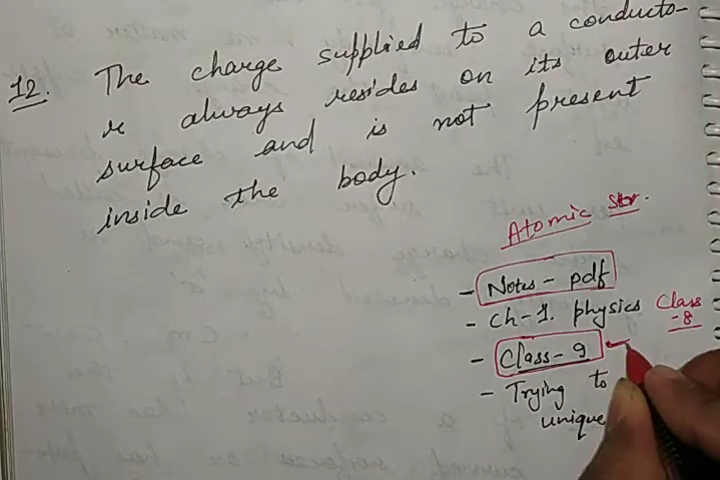 12. The charge supplied to a conducto-
r always resides on its outer
surface and is not present
inside the body.
Atomic Str.
- Notes - pdf
- Ch-1. physics Class
-8
- Class-9
- Trying to
unique